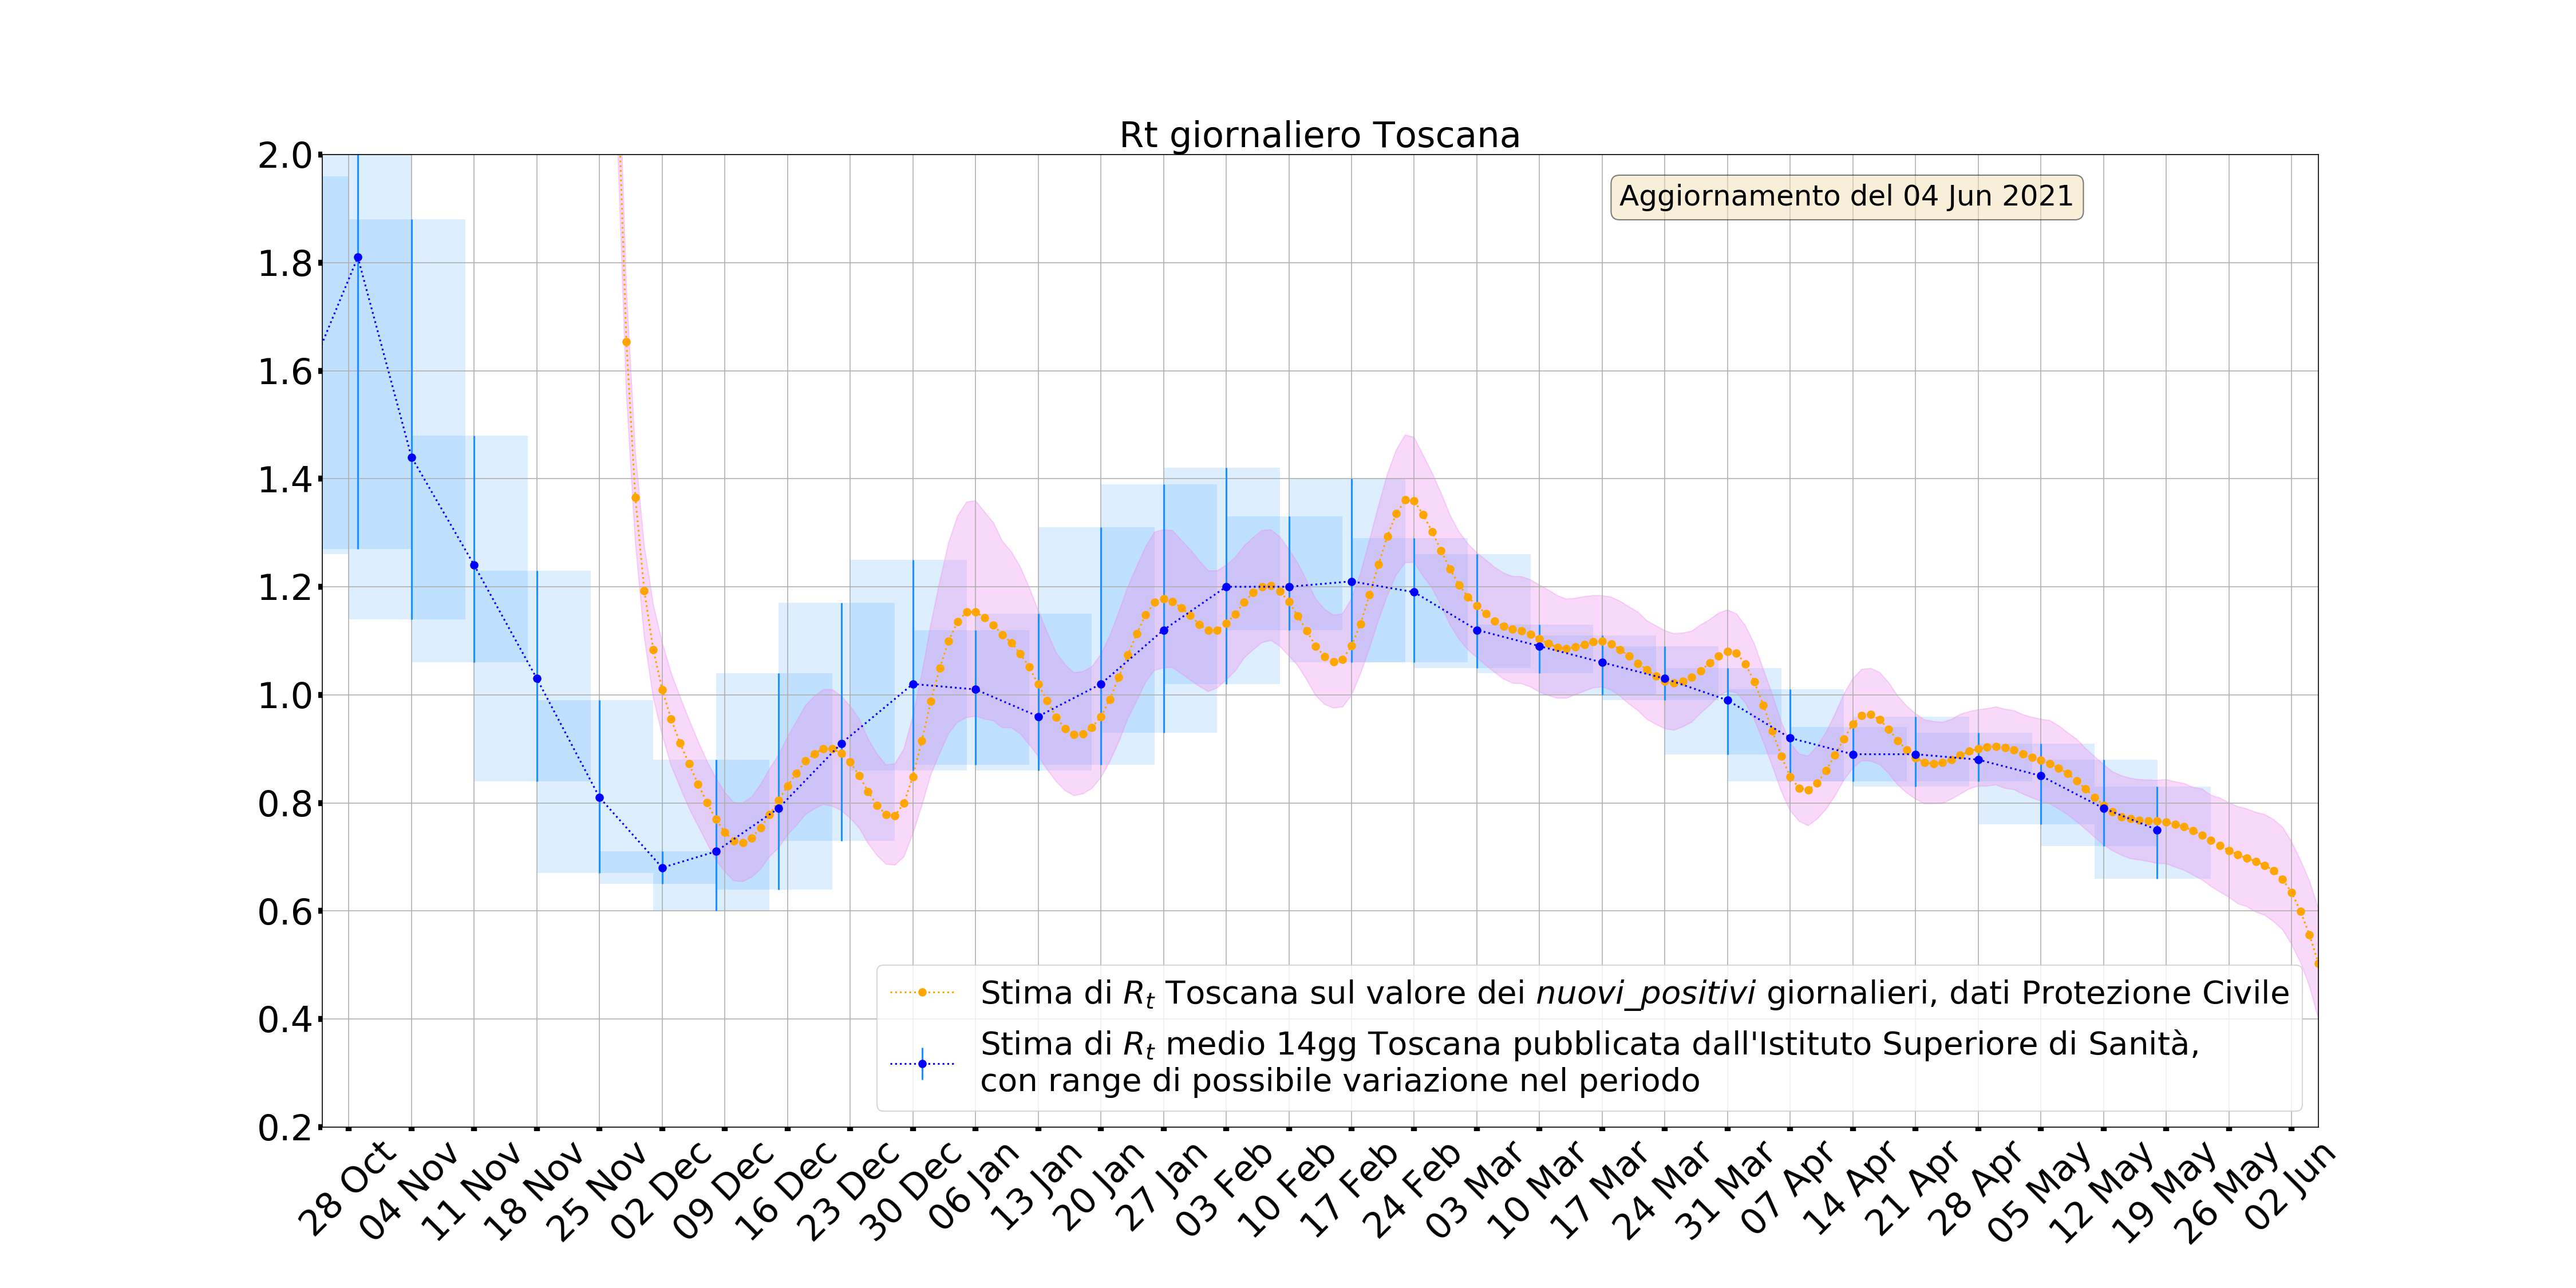 Rt giornaliero Toscana
Aggiornamento del 04 Jun 2021
2.0
1.8
1.6
1.4
1.2
1.0
0.8
0.6
0.4
0.2
Stima di Rt Toscana sul valore dei nuovi_positivi giornalieri, dati Protezione Civile
Stima di Rt medio 14gg Toscana pubblicata dall'Istituto Superiore di Sanità,
con range di possibile variazione nel periodo
28 Oct
04 Nov
11 Nov
18 Nov
25 Nov
02 Dec
09 Dec
16 Dec
23 Dec
30 Dec
06 Jan
13 Jan
20 Jan
27 Jan
03 Feb
10 Feb
17 Feb
24 Feb
03 Mar
10 Mar
17 Mar
24 Mar
31 Mar
07 Apr
14 Apr
21 Apr
28 Apr
05 May
12 May
19 May
26 May
02 Jun